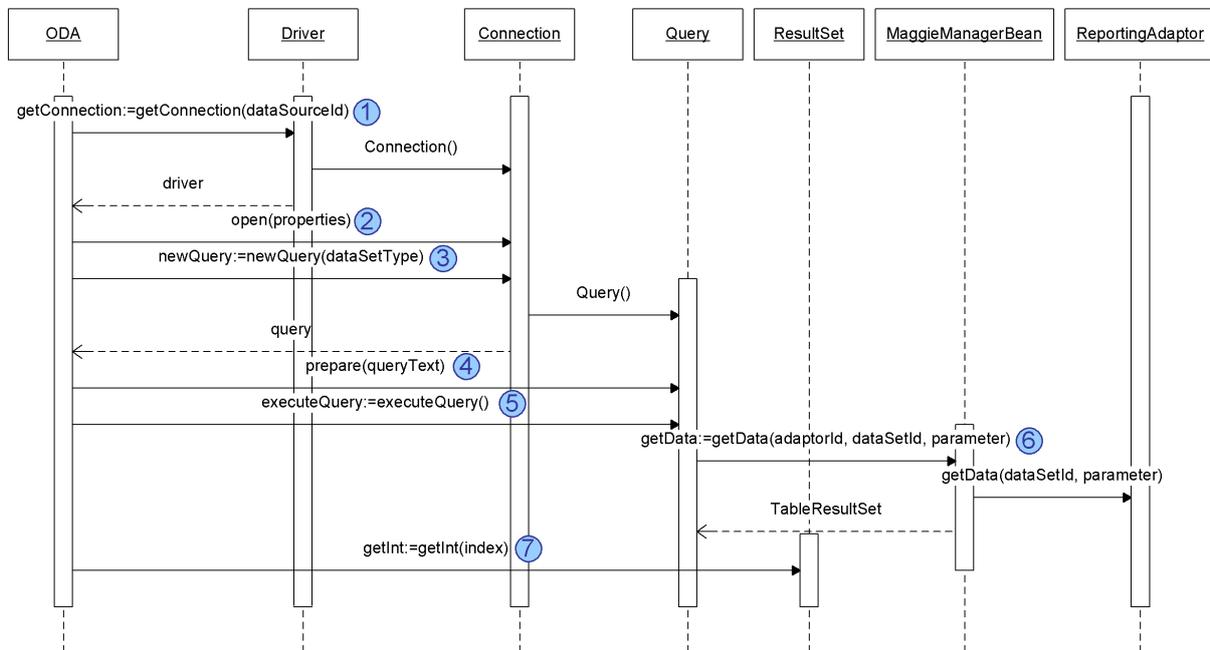 ODA
Driver
Connection
Query
ResultSet
MaggieManagerBean
ReportingAdaptor
getConnection:=getConnection(dataSourceId) 1
Connection()
driver
open(properties) 2
newQuery:=newQuery(dataSetType) 3
Query()
query
prepare(queryText) 4
executeQuery:=executeQuery() 5
getData:=getData(adaptorId, dataSetId, parameter) 6
getData(dataSetId, parameter)
TableResultSet
getInt:=getInt(index) 7